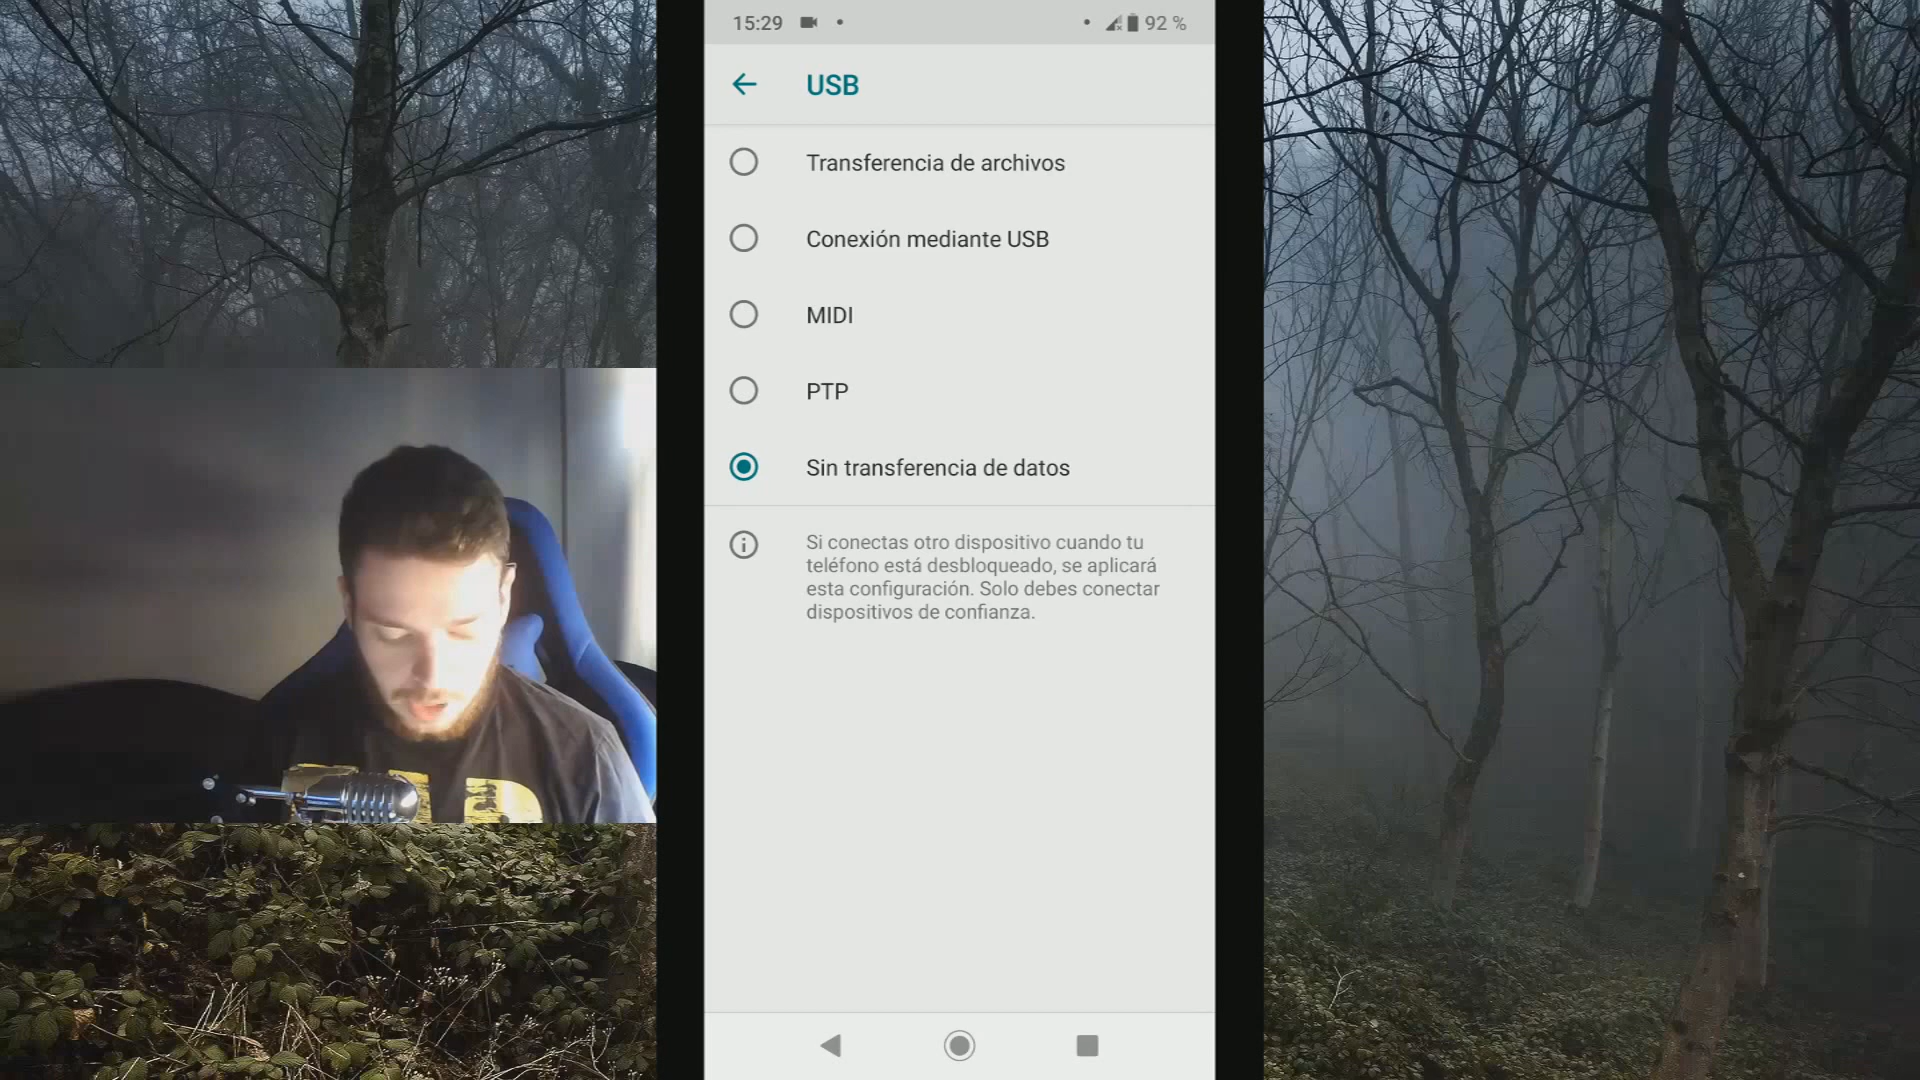 15:29
92 %
USB
Transferencia de archivos
Conexión mediante USB
MIDI
PTP
Sin transferencia de datos
Si conectas otro dispositivo cuando tu
teléfono está desbloqueado, se aplicará
esta configuración. Solo debes conectar
dispositivos de confianza.